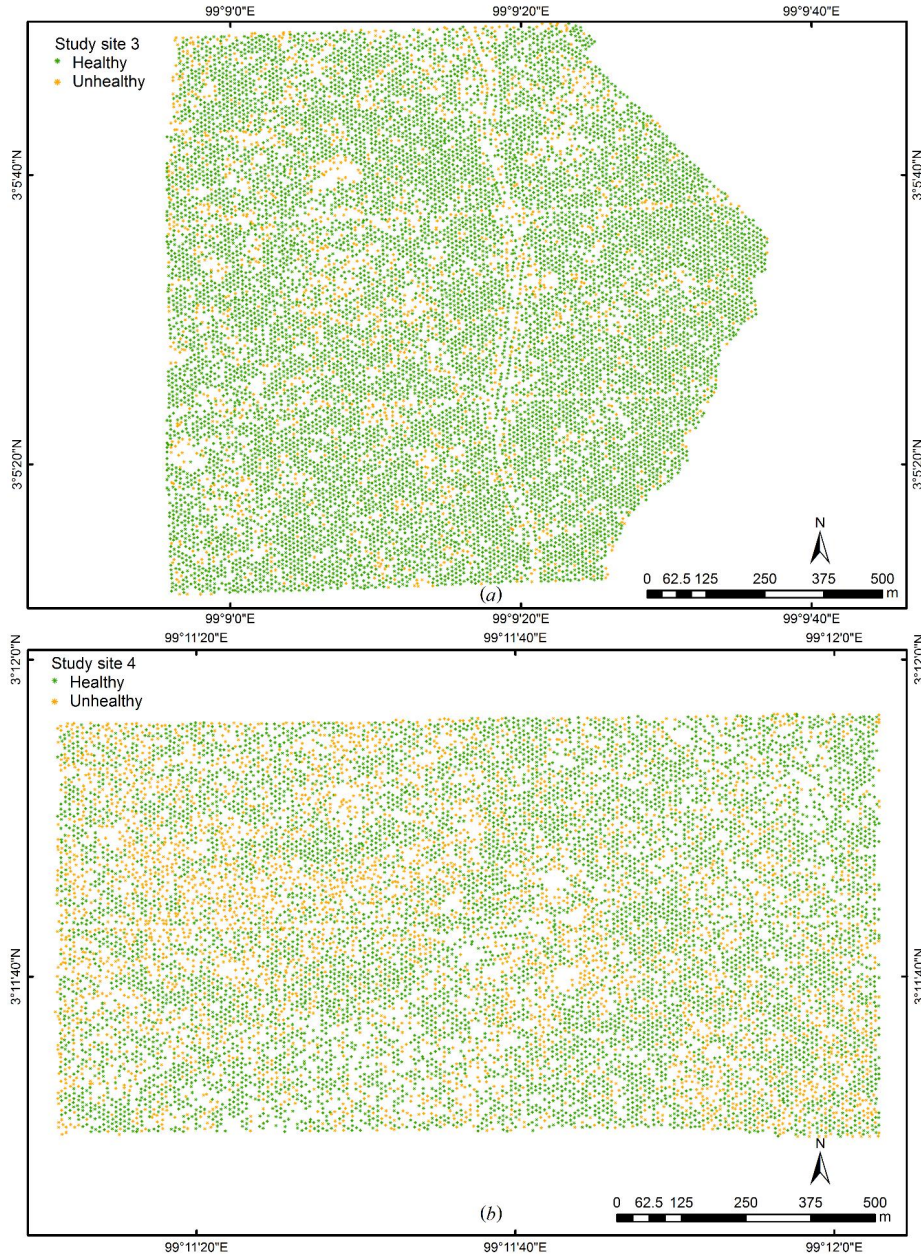 99°9'0"E 99°9'20"E 99°9'40"E
Study site 3
Healthy
Unhealthy
3°5'40"N 3°5'40"N
3°5'20"N 3°5'20"N
N
0 62.5 125 250 375 500
m
(a)
99°9'0"E 99°9'20"E 99°9'40"E
99°11'20"E 99°11'40"E 99°12'0"E
3°12'0"N 3°12'0"N
Study site 4
Healthy
Unhealthy
3°11'40"N 3°11'40"N
N
0 62.5 125 250 375 500
m
(b)
99°11'20"E 99°11'40"E 99°12'0"E